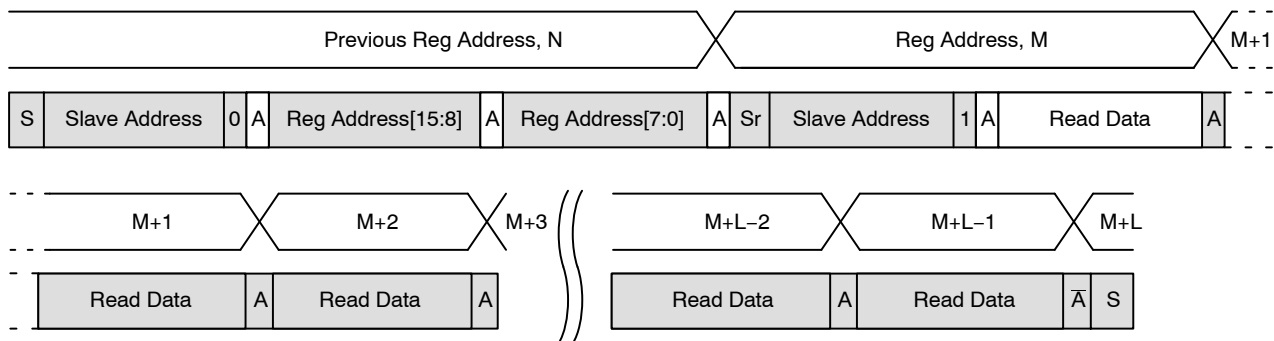 Previous Reg Address, N Reg Address, M M+1
S Slave Address 0 A Reg Address[15:8] A Reg Address[7:0] A Sr Slave Address 1 A Read Data A
M+1 M+2 M+3 M+L−2 M+L−1 M+L
Read Data A Read Data A Read Data A Read Data A̅ S